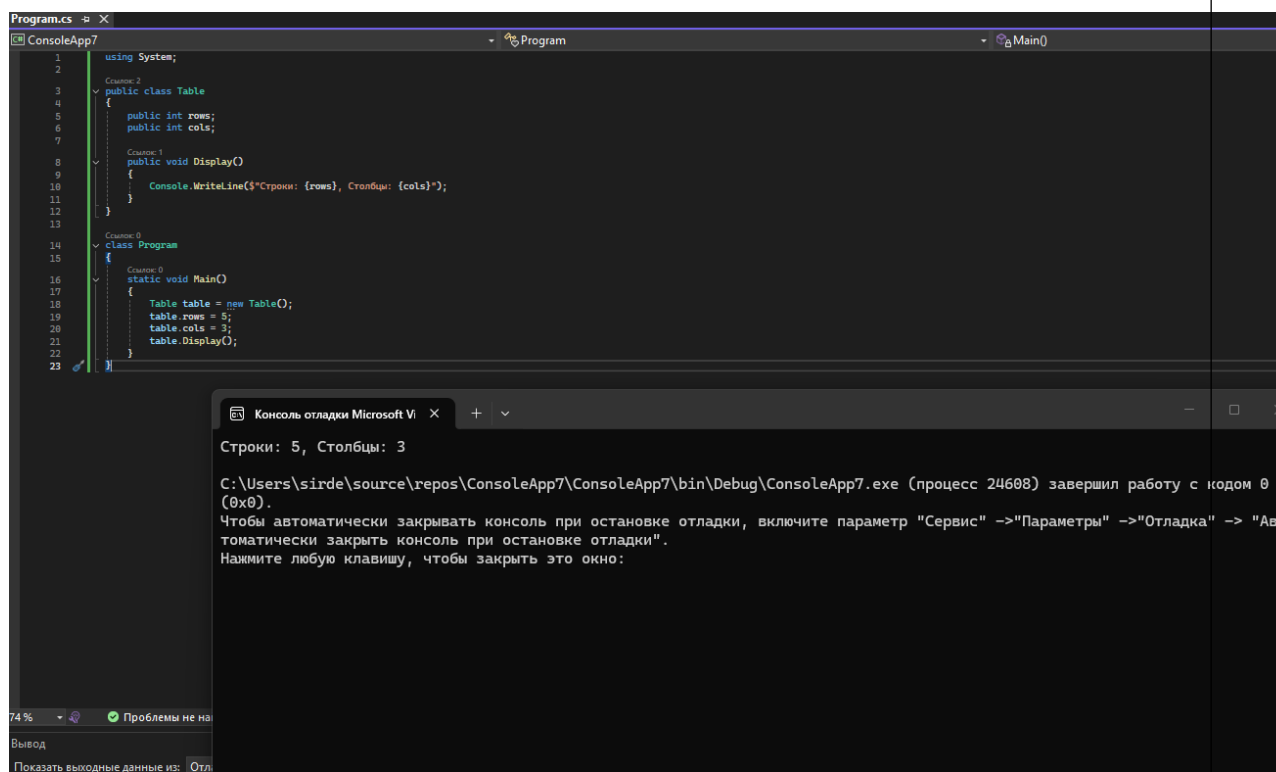 Program.cs
ConsoleApp7 Program Main()
1 using System;
2
Ссылок: 2
3 public class Table
4 {
5 public int rows;
6 public int cols;
7
Ссылок: 1
8 public void Display()
9 {
10 Console.WriteLine($"Строки: {rows}, Столбцы: {cols}");
11 }
12 }
13
Ссылок: 0
14 class Program
15 {
Ссылок: 0
16 static void Main()
17 {
18 Table table = new Table();
19 table.rows = 5;
20 table.cols = 3;
21 table.Display();
22 }
23 }
Консоль отладки Microsoft Vi
Строки: 5, Столбцы: 3
C:\Users\sirde\source\repos\ConsoleApp7\ConsoleApp7\bin\Debug\ConsoleApp7.exe (процесс 24608) завершил работу с кодом 0
(0x0).
Чтобы автоматически закрывать консоль при остановке отладки, включите параметр "Сервис" ->"Параметры" ->"Отладка" -> "Ав
томатически закрыть консоль при остановке отладки".
Нажмите любую клавишу, чтобы закрыть это окно:
74 % Проблемы не на
Вывод
Показать выходные данные из: Отл